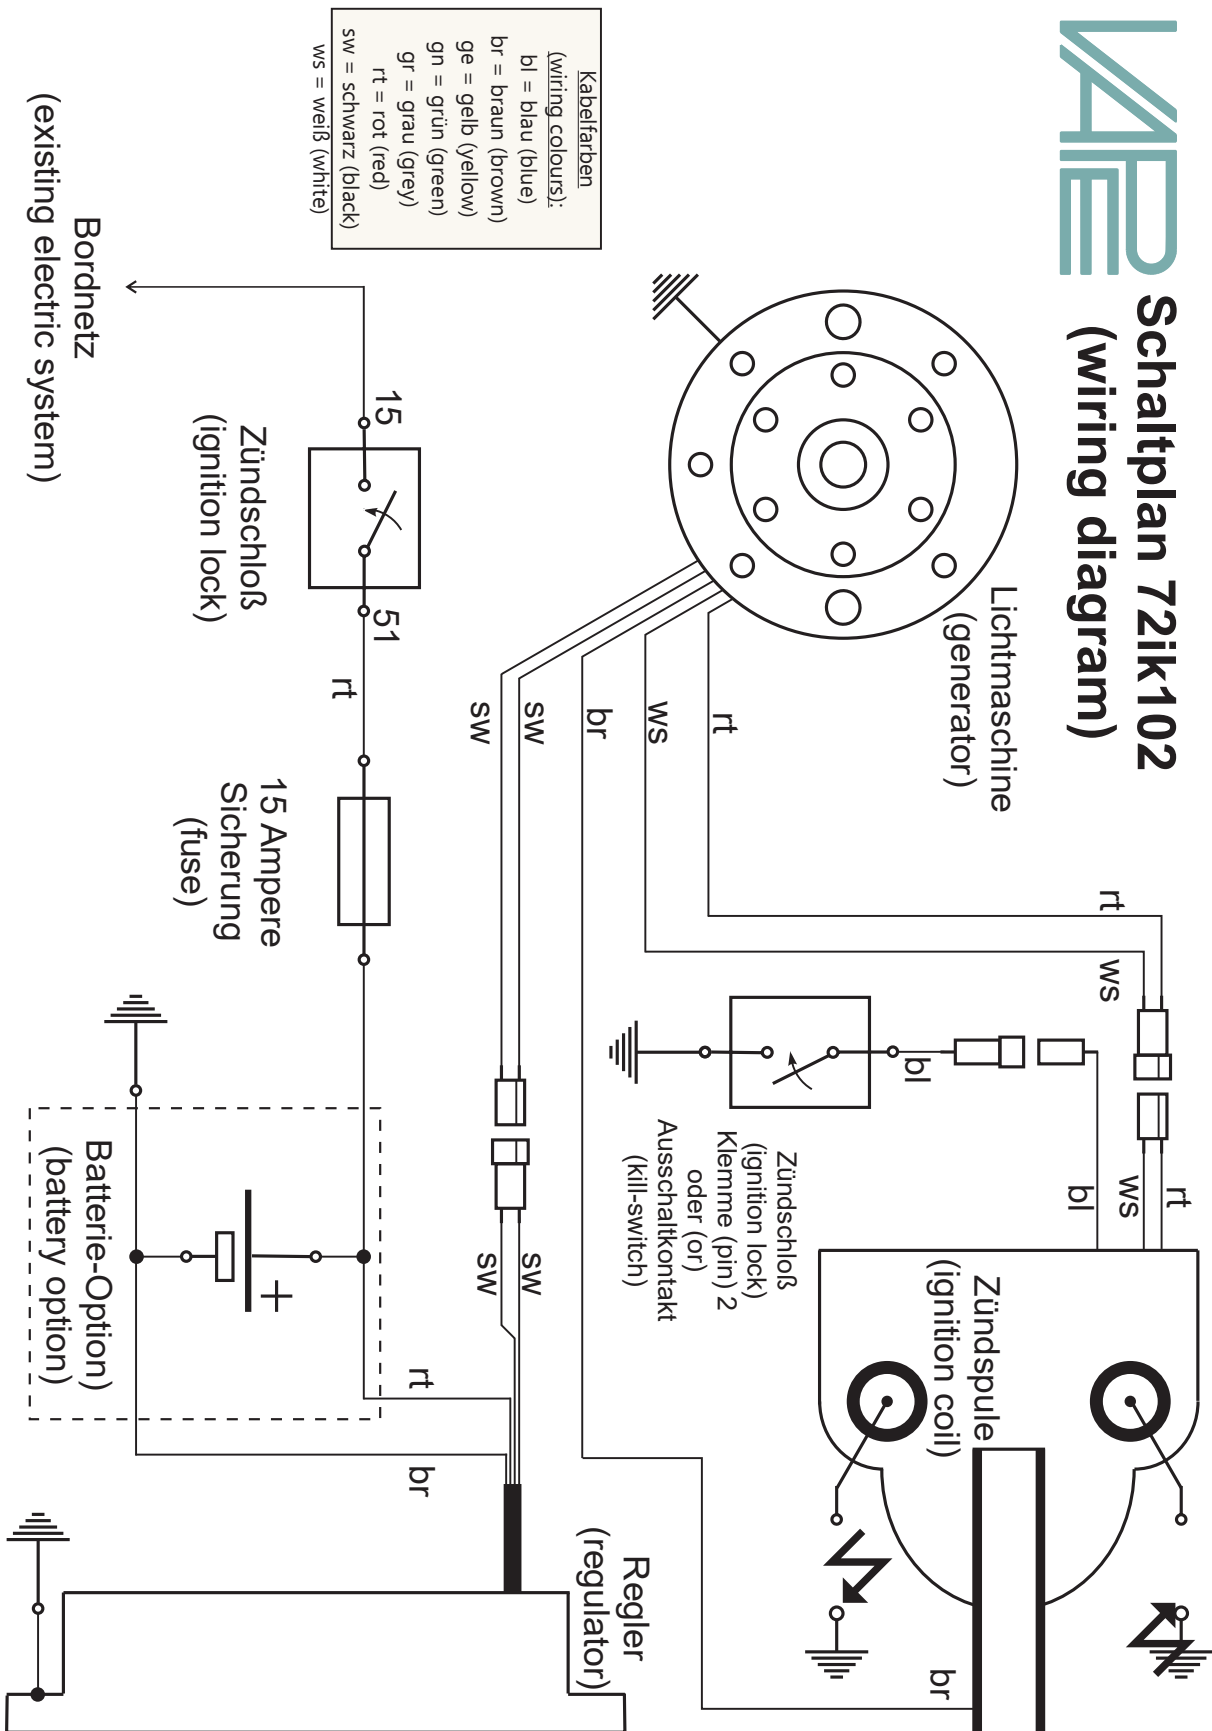 VAPE
Schaltplan 72ik102
(wiring diagram)
Kabelfarben
(wiring colours):
bl = blau (blue)
br = braun (brown)
ge = gelb (yellow)
gn = grün (green)
gr = grau (grey)
rt = rot (red)
sw = schwarz (black)
ws = weiß (white)
Lichtmaschine
(generator)
rt
ws
br
sw
sw
rt
ws
rt
ws
bl
bl
Zündspule
(ignition coil)
br
Zündschloß
(ignition lock)
Klemme (pin) 2
oder (or)
Ausschaltkontakt
(kill-switch)
sw
sw
Bordnetz
(existing electric system)
15
51
Zündschloß
(ignition lock)
rt
15 Ampere
Sicherung
(fuse)
+
Batterie-Option)
(battery option)
rt
br
Regler
(regulator)